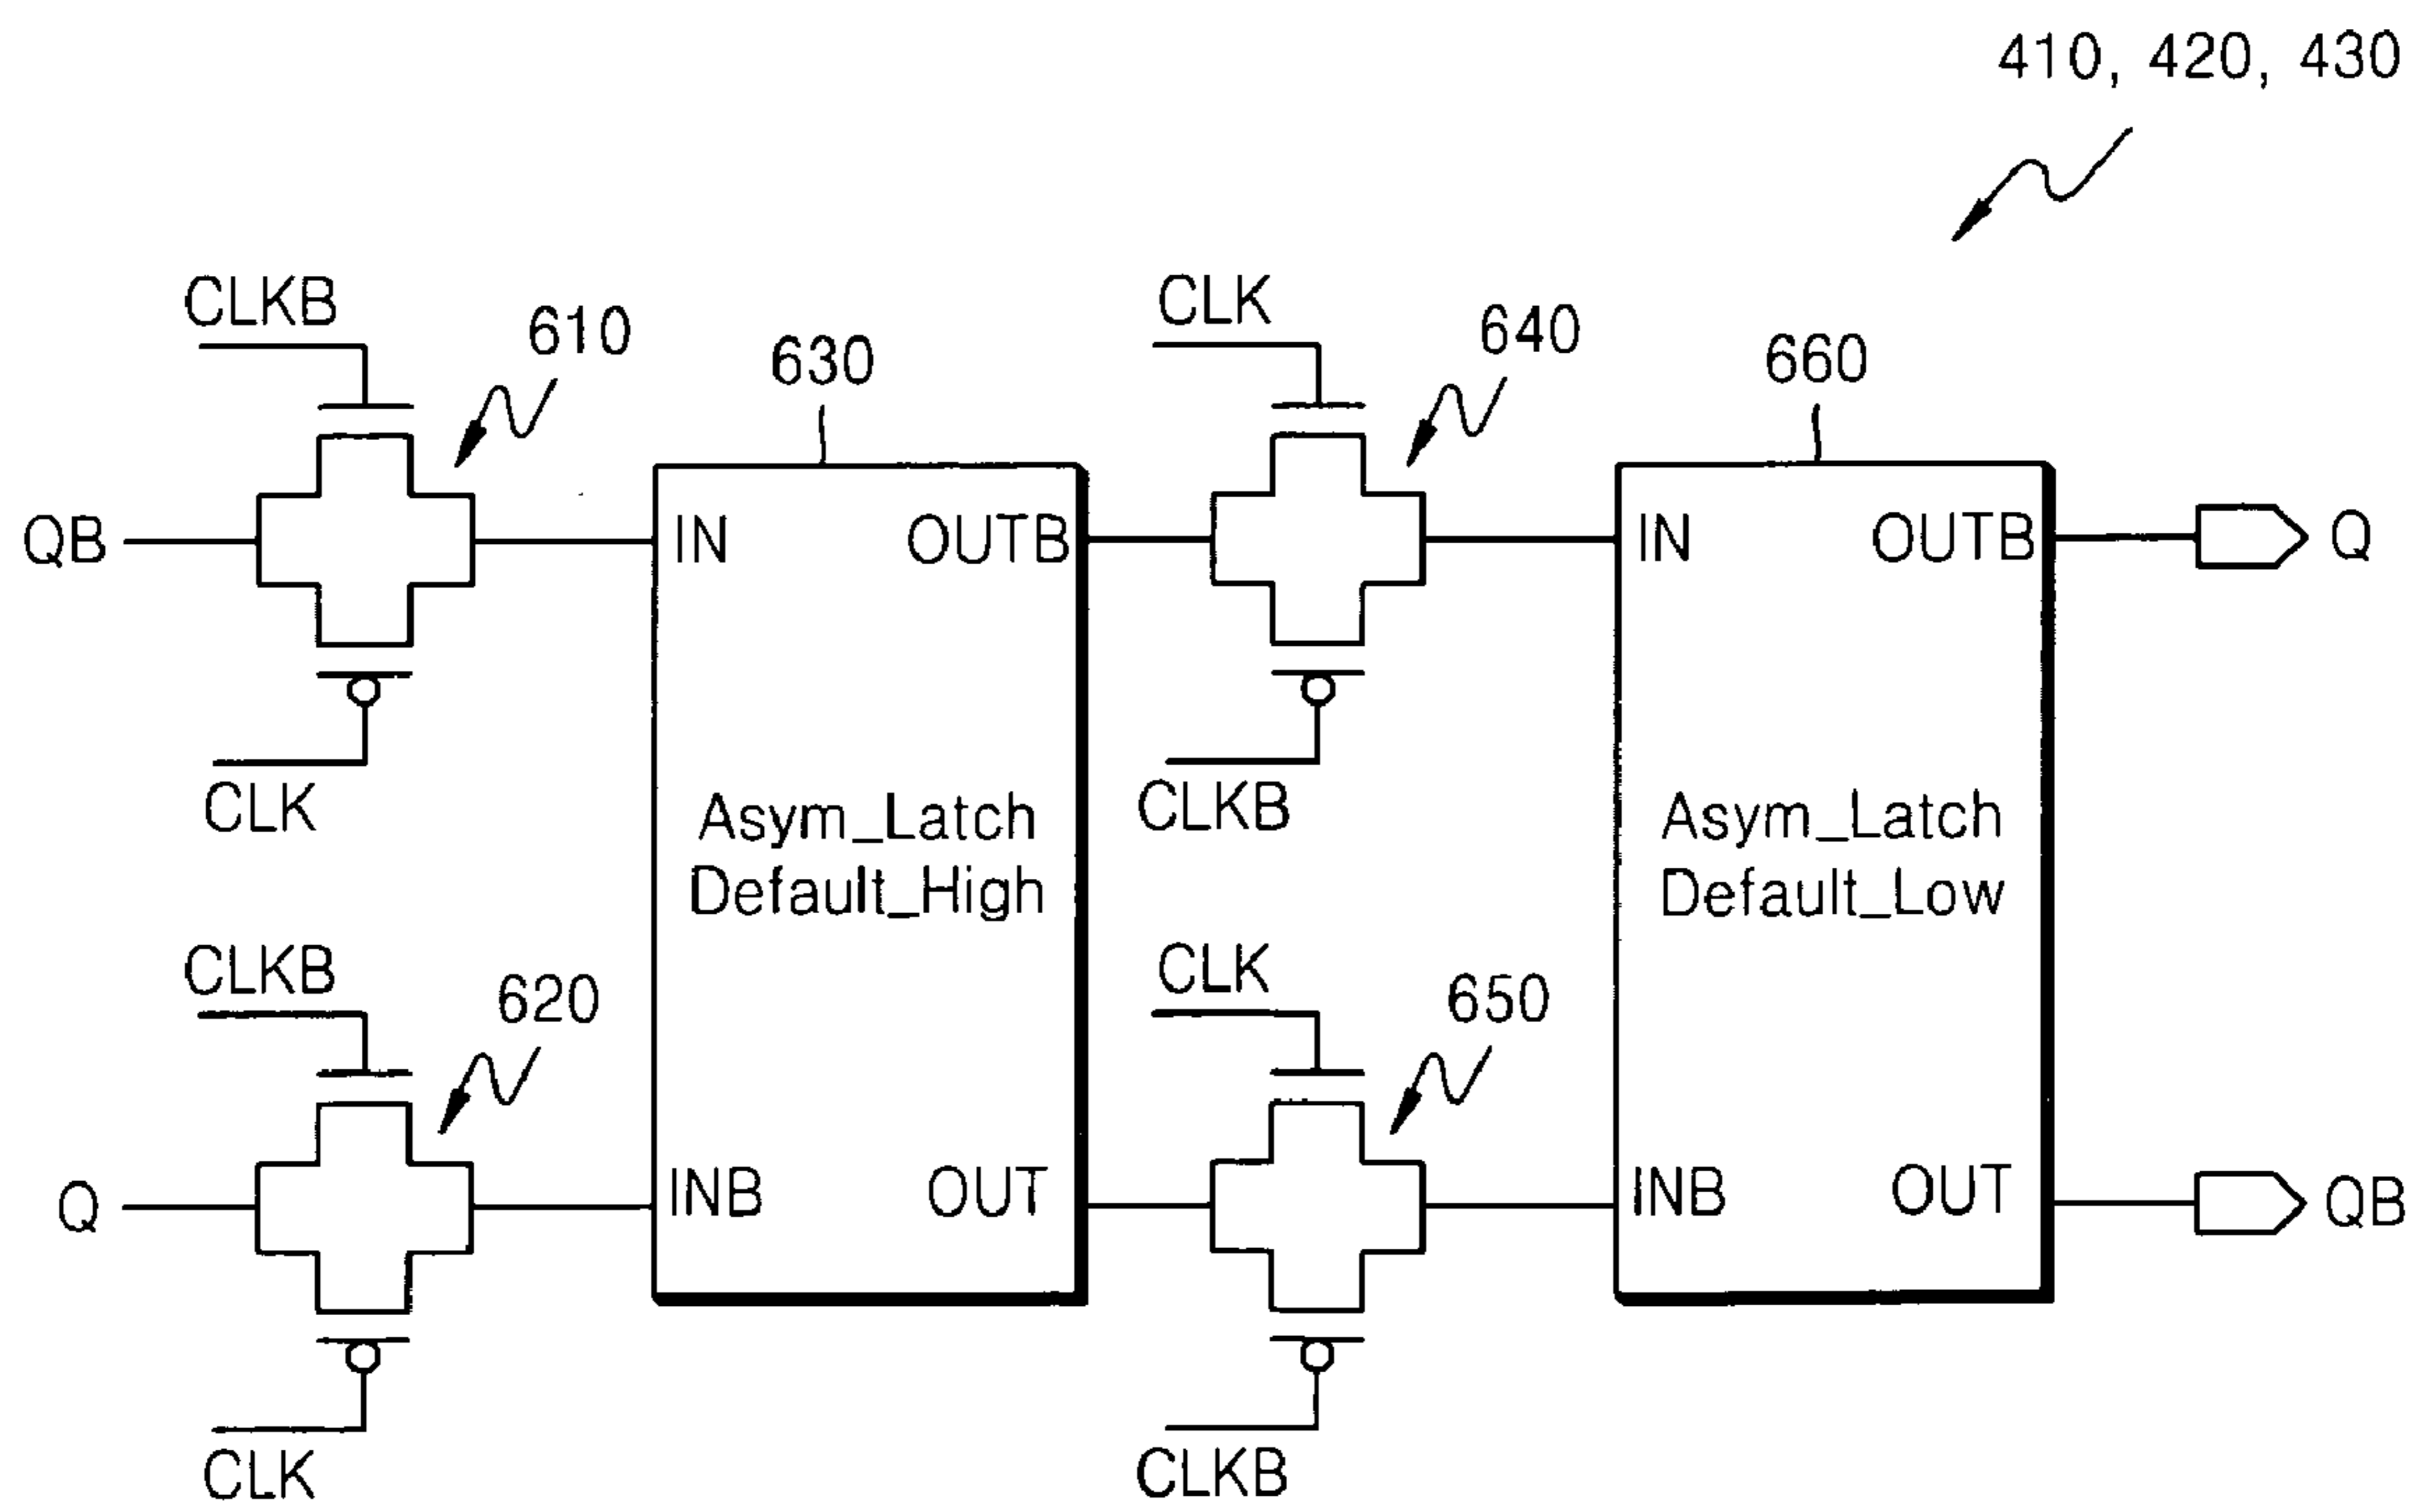 410, 420, 430
CLKB
610
630
CLK
640
660
QB
IN
OUTB
IN
OUTB
Q
CLK
CLKB
Asym_Latch
Default_High
Asym_Latch
Default_Low
CLKB
620
CLK
650
Q
INB
OUT
INB
OUT
QB
CLK
CLKB